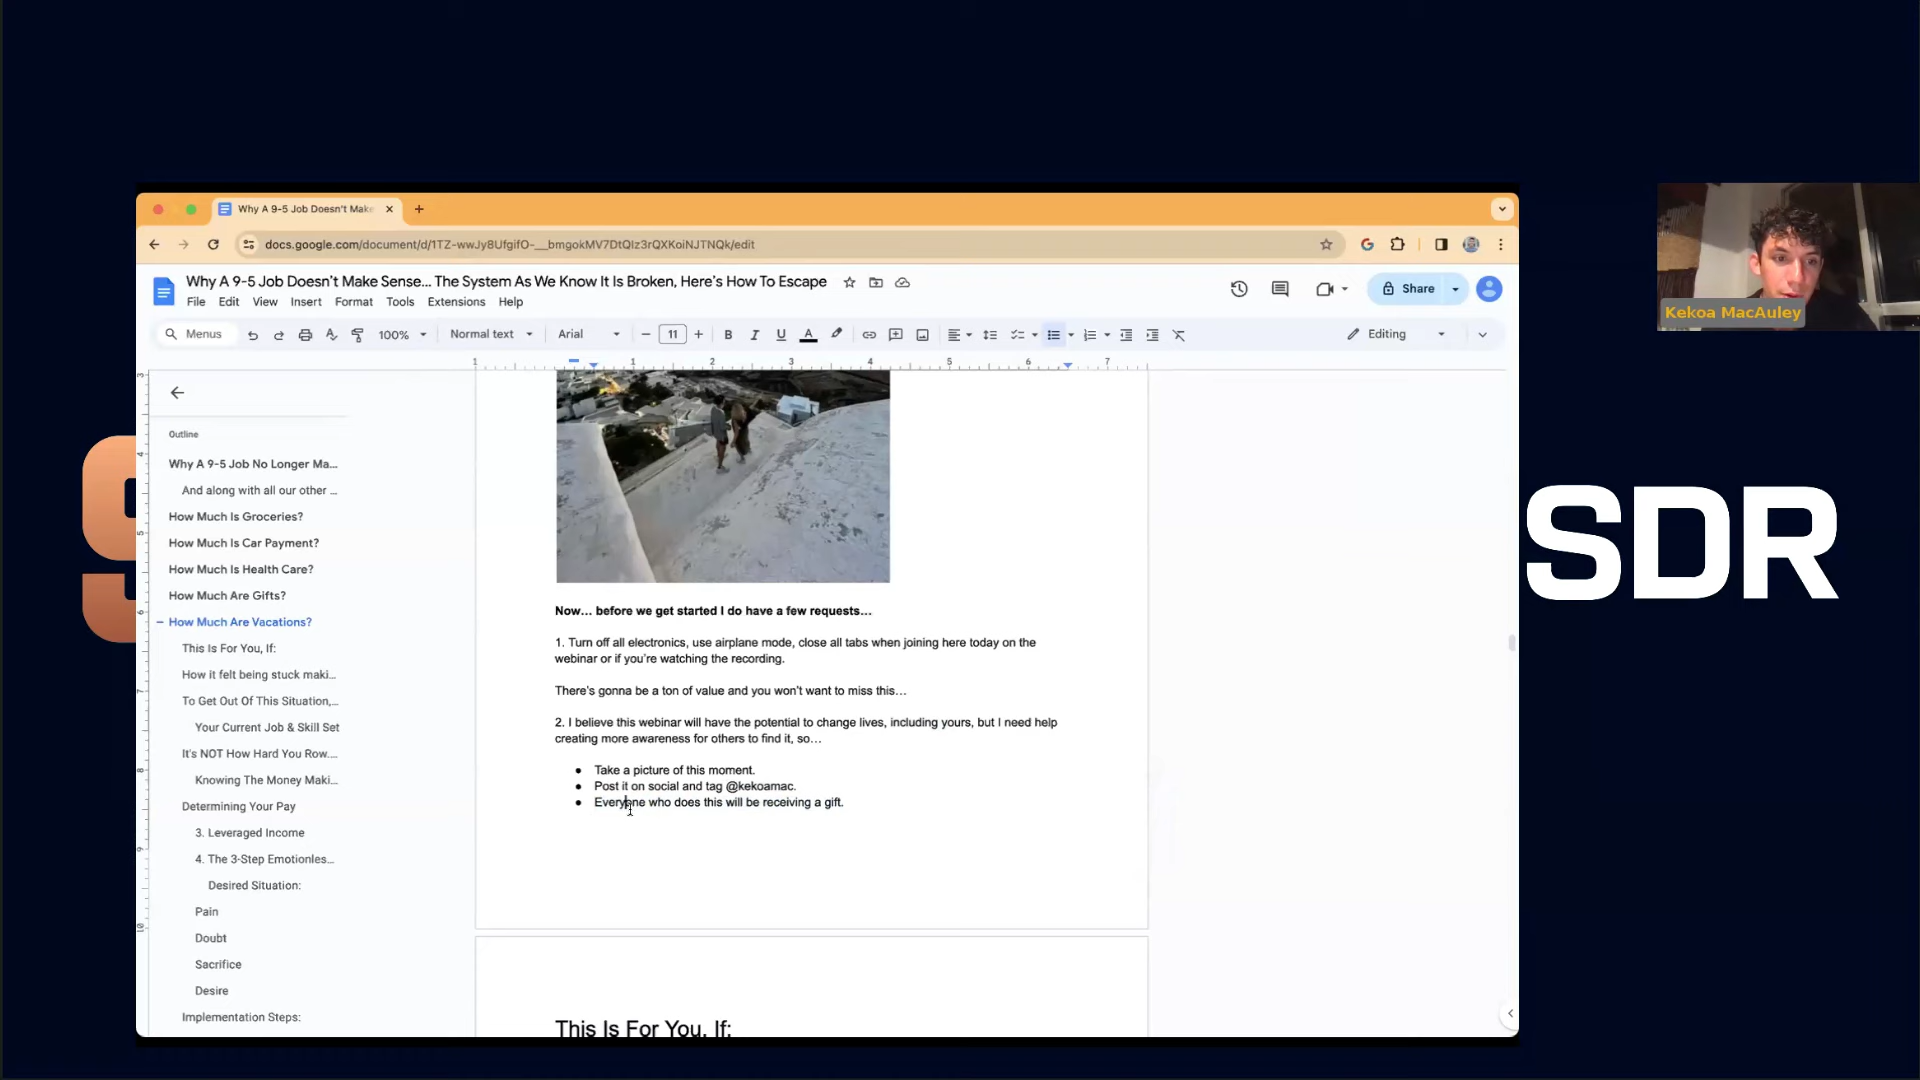 Why A 9-5 Job Doesn't Make
docs.google.com/document/d/1TZ-wwJy8UfgifO-__bmgokMV7DtQIz3rQXKoiNJTNQk/edit
Why A 9-5 Job Doesn't Make Sense... The System As We Know It Is Broken, Here's How To Escape
File Edit View Insert Format Tools Extensions Help
Share
Menus 100% Normal text Arial 11 Editing
1 1 2 3 4 5 6 7
Outline
Why A 9-5 Job No Longer Ma...
And along with all our other ...
How Much Is Groceries?
How Much Is Car Payment?
How Much Is Health Care?
How Much Are Gifts?
How Much Are Vacations?
This Is For You, If:
How it felt being stuck maki...
To Get Out Of This Situation,...
Your Current Job & Skill Set
It's NOT How Hard You Row....
Knowing The Money Maki...
Determining Your Pay
3. Leveraged Income
4. The 3-Step Emotionles...
Desired Situation:
Pain
Doubt
Sacrifice
Desire
Implementation Steps:
Now... before we get started I do have a few requests...
1. Turn off all electronics, use airplane mode, close all tabs when joining here today on the
webinar or if you're watching the recording.
There's gonna be a ton of value and you won't want to miss this...
2. I believe this webinar will have the potential to change lives, including yours, but I need help
creating more awareness for others to find it, so...
● Take a picture of this moment.
● Post it on social and tag @kekoamac.
● Everyone who does this will be receiving a gift.
This Is For You, If:
Kekoa MacAuley
SDR